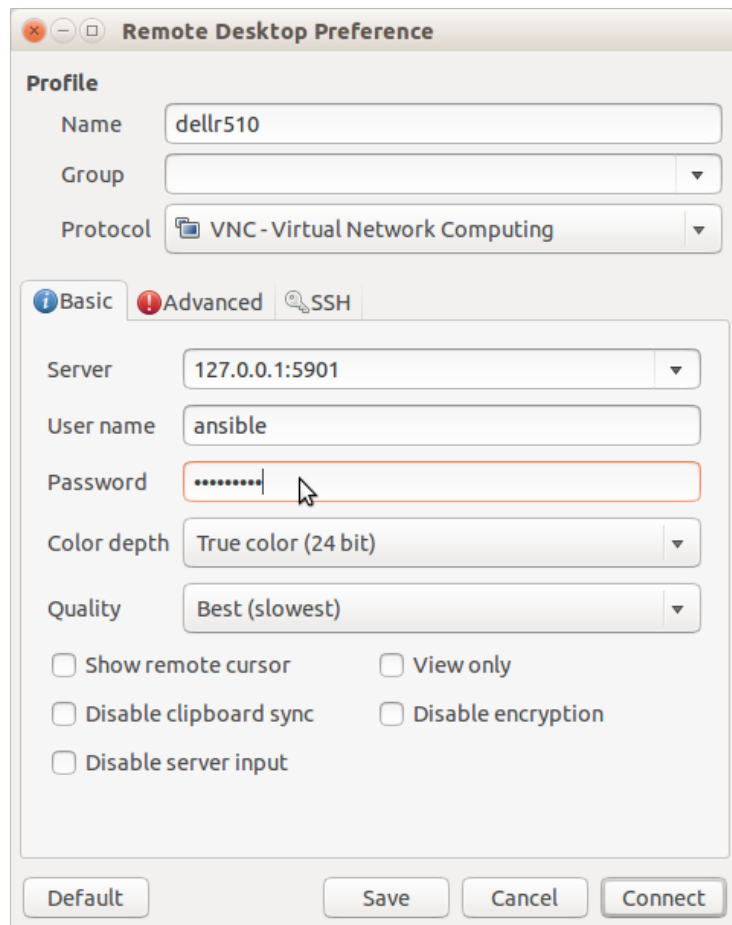 Remote Desktop Preference
Profile
Name dellr510
Group
Protocol VNC - Virtual Network Computing
Basic Advanced SSH
Server 127.0.0.1:5901
User name ansible
Password •••••••••
Color depth True color (24 bit)
Quality Best (slowest)
Show remote cursor View only
Disable clipboard sync Disable encryption
Disable server input
Default Save Cancel Connect